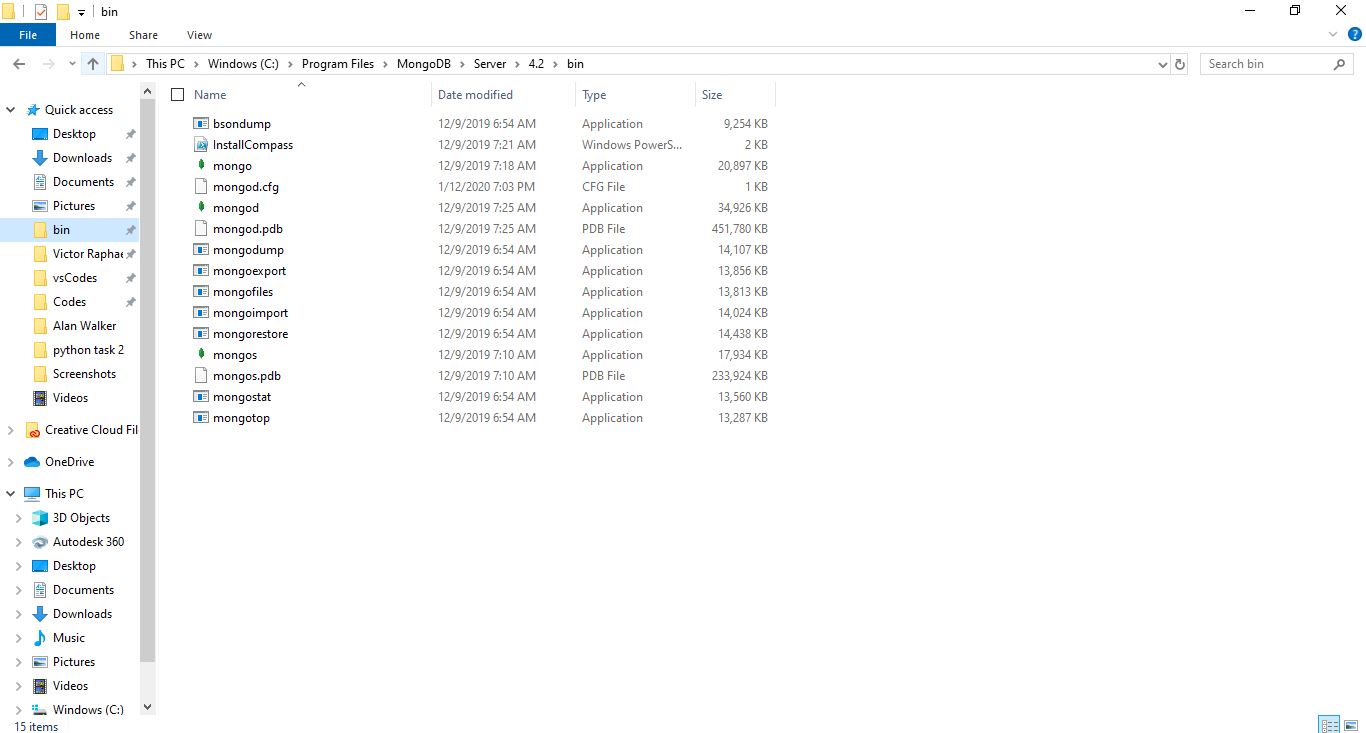 bin
File Home Share View
This PC Windows (C:) Program Files MongoDB Server 4.2 bin Search bin
Name Date modified Type Size
bsondump 12/9/2019 6:54 AM Application 9,254 KB
InstallCompass 12/9/2019 7:21 AM Windows PowerS... 2 KB
mongo 12/9/2019 7:18 AM Application 20,897 KB
mongod.cfg 1/12/2020 7:03 PM CFG File 1 KB
mongod 12/9/2019 7:25 AM Application 34,926 KB
mongod.pdb 12/9/2019 7:25 AM PDB File 451,780 KB
mongodump 12/9/2019 6:54 AM Application 14,107 KB
mongoexport 12/9/2019 6:54 AM Application 13,856 KB
mongofiles 12/9/2019 6:54 AM Application 13,813 KB
mongoimport 12/9/2019 6:54 AM Application 14,024 KB
mongorestore 12/9/2019 6:54 AM Application 14,438 KB
mongos 12/9/2019 7:10 AM Application 17,934 KB
mongos.pdb 12/9/2019 7:10 AM PDB File 233,924 KB
mongostat 12/9/2019 6:54 AM Application 13,560 KB
mongotop 12/9/2019 6:54 AM Application 13,287 KB
Quick access
Desktop
Downloads
Documents
Pictures
bin
Victor Raphae
vsCodes
Codes
Alan Walker
python task 2
Screenshots
Videos
Creative Cloud Fil
OneDrive
This PC
3D Objects
Autodesk 360
Desktop
Documents
Downloads
Music
Pictures
Videos
Windows (C:)
15 items